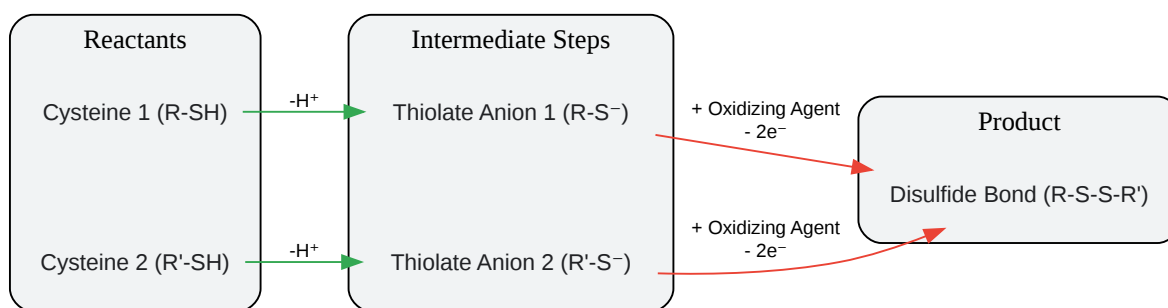 Reactants
Cysteine 1 (R-SH)
Cysteine 2 (R'-SH)
-H⁺
-H⁺
Intermediate Steps
Thiolate Anion 1 (R-S⁻)
Thiolate Anion 2 (R'-S⁻)
+ Oxidizing Agent
- 2e⁻
+ Oxidizing Agent
- 2e⁻
Product
Disulfide Bond (R-S-S-R')